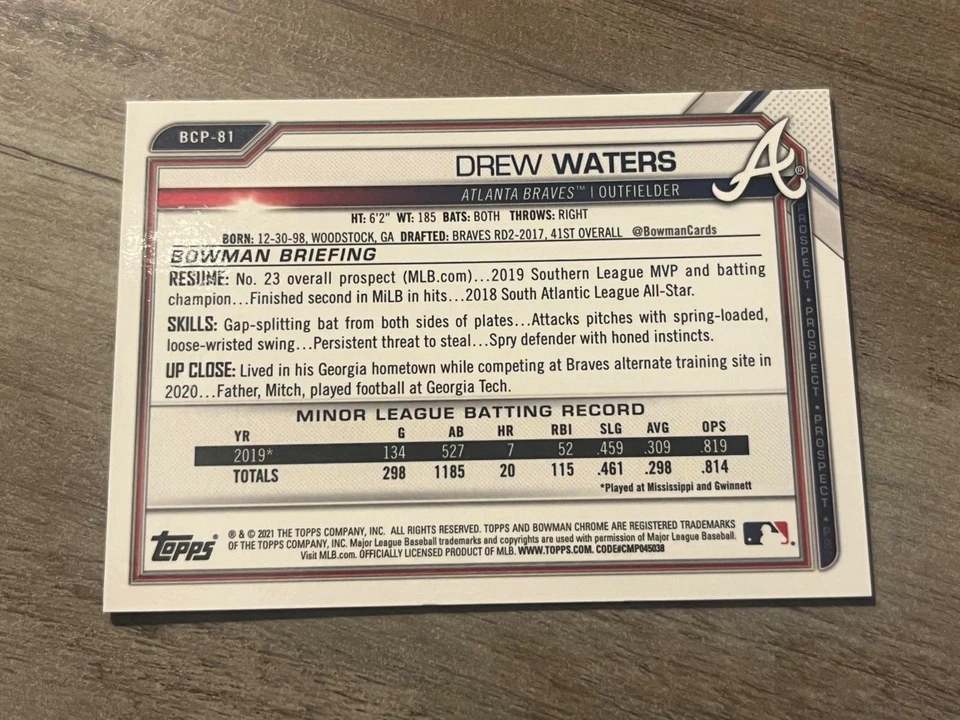 BCP-81
DREW WATERS
A®
ATLANTA BRAVES™ | OUTFIELDER
HT: 6'2" WT: 185 BATS: BOTH THROWS: RIGHT
BORN: 12-30-98, WOODSTOCK, GA DRAFTED: BRAVES RD2-2017, 41ST OVERALL @BowmanCards
BOWMAN BRIEFING
RESUME: No. 23 overall prospect (MLB.com)...2019 Southern League MVP and batting
champion...Finished second in MiLB in hits...2018 South Atlantic League All-Star.
SKILLS: Gap-splitting bat from both sides of plates...Attacks pitches with spring-loaded,
loose-wristed swing...Persistent threat to steal...Spry defender with honed instincts.
UP CLOSE: Lived in his Georgia hometown while competing at Braves alternate training site in
2020...Father, Mitch, played football at Georgia Tech.
MINOR LEAGUE BATTING RECORD
YR G AB HR RBI SLG AVG OPS
2019* 134 527 7 52 .459 .309 .819
TOTALS 298 1185 20 115 .461 .298 .814
*Played at Mississippi and Gwinnett
Topps®
® & © 2021 THE TOPPS COMPANY, INC. ALL RIGHTS RESERVED. TOPPS AND BOWMAN CHROME ARE REGISTERED TRADEMARKS
OF THE TOPPS COMPANY, INC. Major League Baseball trademarks and copyrights are used with permission of Major League Baseball.
Visit MLB.com. OFFICIALLY LICENSED PRODUCT OF MLB. WWW.TOPPS.COM. CODE#CMP045038
PROSPECT • PROSPECT • PROSPECT • PR